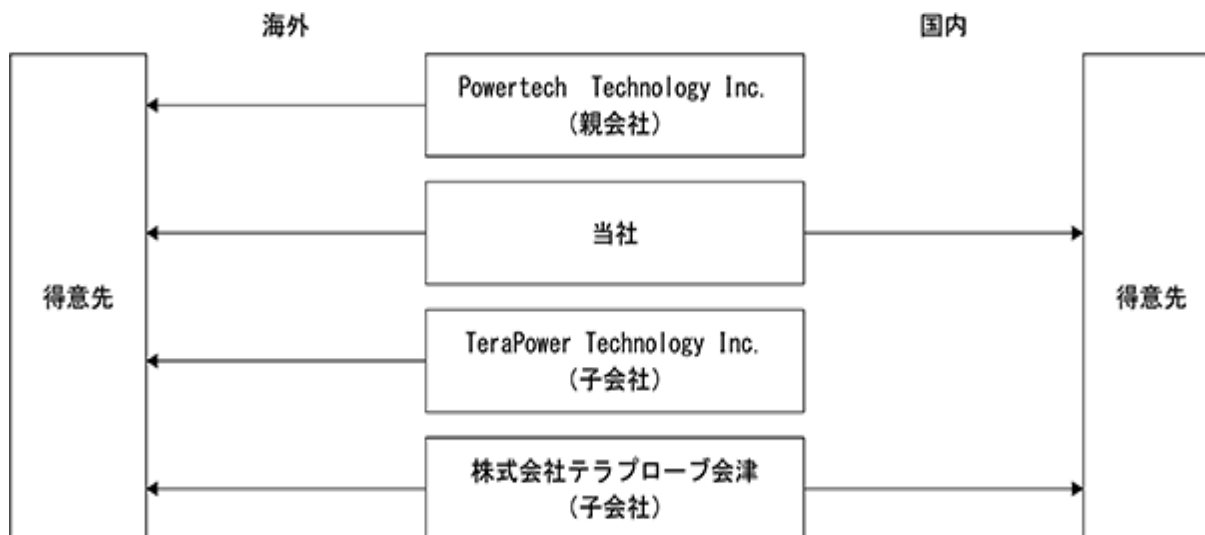 海外
国内
Powertech Technology Inc.
(親会社)
当社
得意先
得意先
TeraPower Technology Inc.
(子会社)
株式会社テラプローブ会津
(子会社)